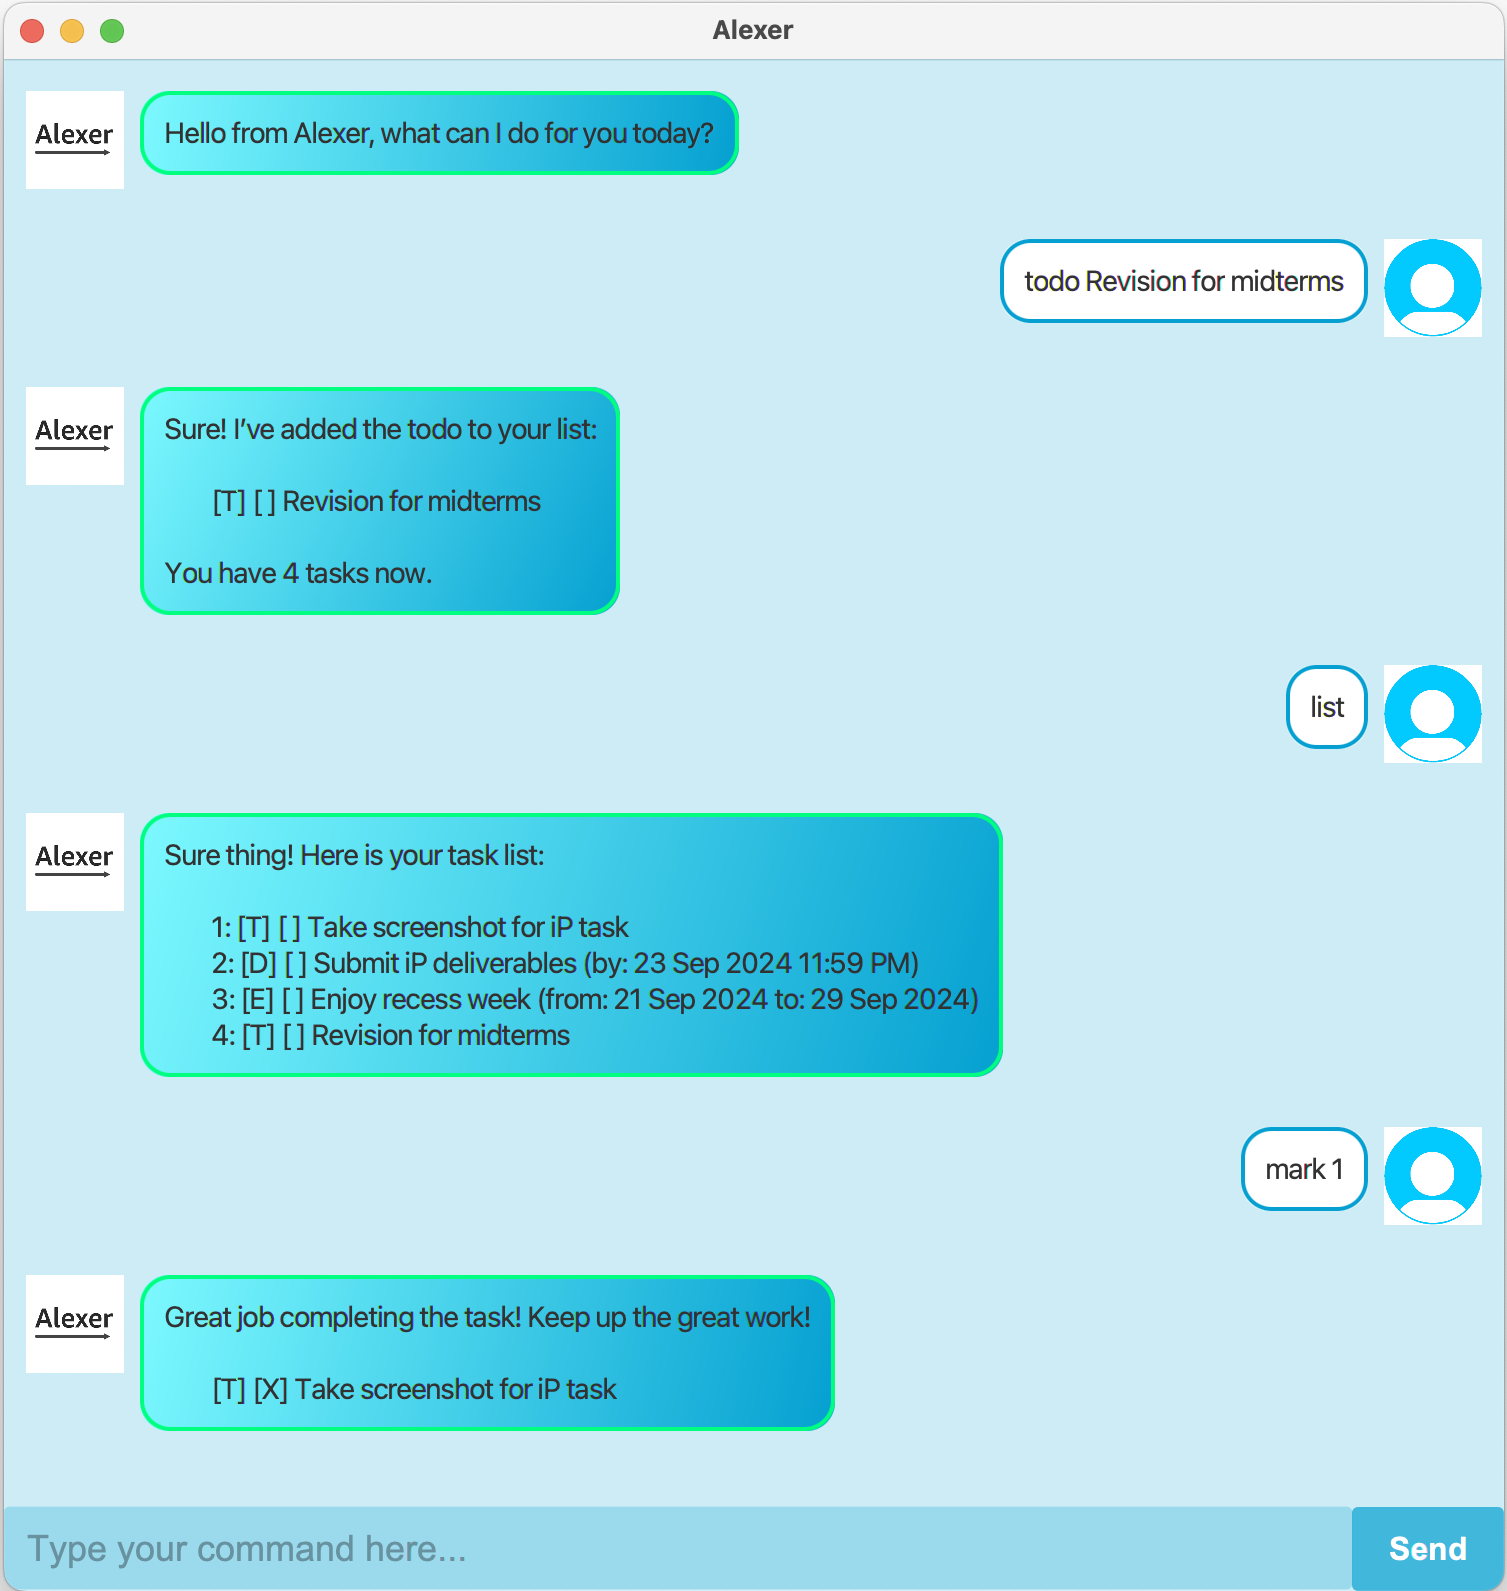 Alexer
Alexer
Hello from Alexer, what can I do for you today?
todo Revision for midterms
Alexer
Sure! I've added the todo to your list:
[T] [ ] Revision for midterms
You have 4 tasks now.
list
Alexer
Sure thing! Here is your task list:
1: [T] [ ] Take screenshot for iP task
2: [D] [ ] Submit iP deliverables (by: 23 Sep 2024 11:59 PM)
3: [E] [ ] Enjoy recess week (from: 21 Sep 2024 to: 29 Sep 2024)
4: [T] [ ] Revision for midterms
mark 1
Alexer
Great job completing the task! Keep up the great work!
[T] [X] Take screenshot for iP task
Type your command here...
Send